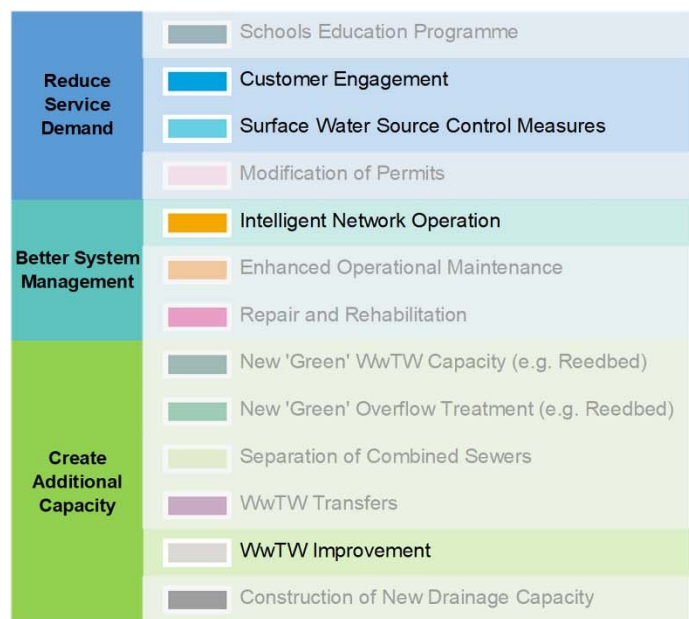 Reduce
Service
Demand
Schools Education Programme
Customer Engagement
Surface Water Source Control Measures
Modification of Permits
Better System
Management
Intelligent Network Operation
Enhanced Operational Maintenance
Repair and Rehabilitation
Create
Additional
Capacity
New 'Green' WwTW Capacity (e.g. Reedbed)
New 'Green' Overflow Treatment (e.g. Reedbed)
Separation of Combined Sewers
WwTW Transfers
WwTW Improvement
Construction of New Drainage Capacity